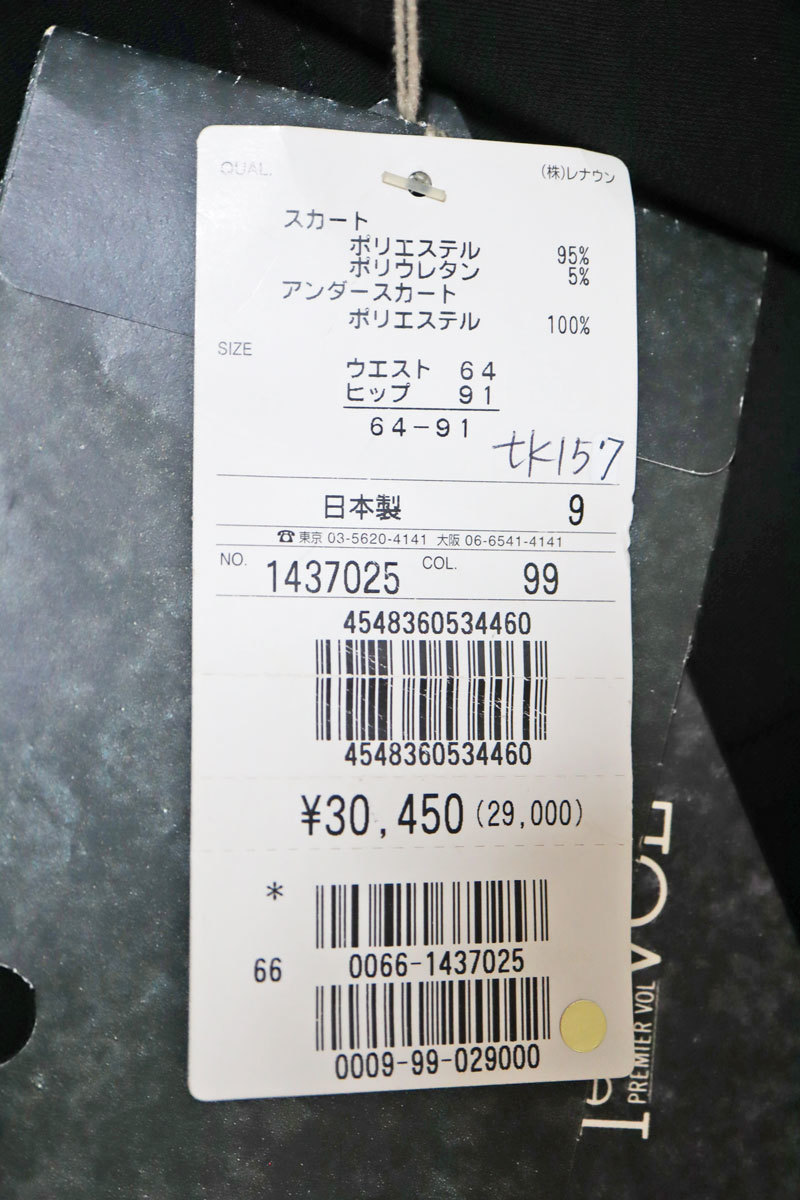 QUAL.
(株)レナウン
スカート
ポリエステル 95%
ポリウレタン 5%
アンダースカート
ポリエステル 100%
SIZE
ウエスト 64
ヒップ 91
64-91
tk157
日本製 9
☎東京 03-5620-4141 大阪 06-6541-4141
NO. 1437025 COL. 99
4548360534460
4548360534460
¥30,450(29,000)
*
66 0066-1437025
0009-99-029000
PREMIER VOL